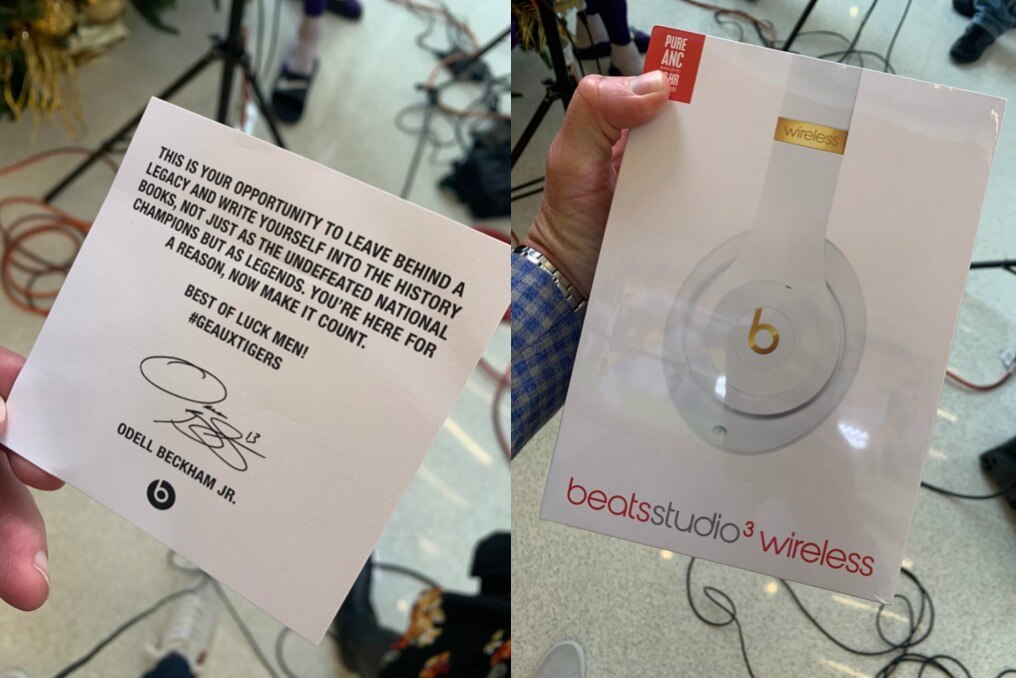 THIS IS YOUR OPPORTUNITY TO LEAVE BEHIND A
LEGACY AND WRITE YOURSELF INTO THE HISTORY
BOOKS, NOT JUST AS THE UNDEFEATED NATIONAL
CHAMPIONS BUT AS LEGENDS. YOU'RE HERE FOR
A REASON, NOW MAKE IT COUNT.
BEST OF LUCK MEN!
#GEAUXTIGERS
13
ODELL BECKHAM JR.
b
PURE
ANC
HR
wireless
b
beatsstudio³ wireless